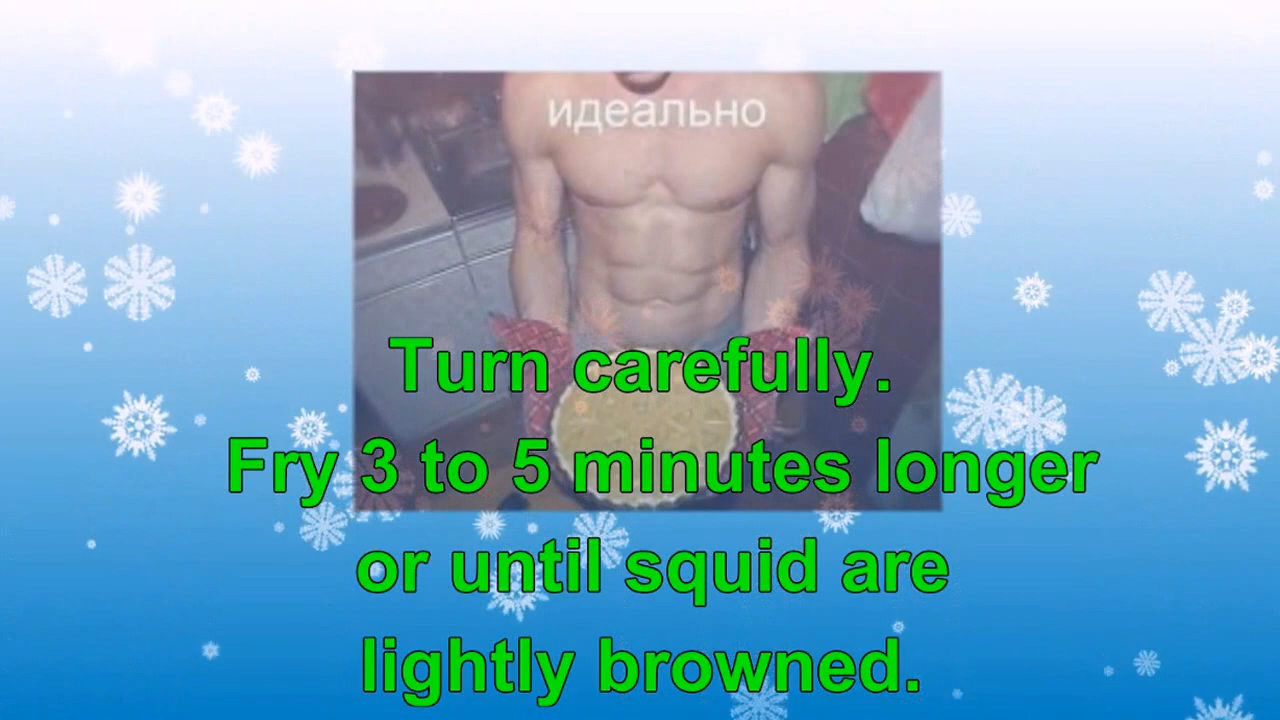 идеально
Turn carefully.
Fry 3 to 5 minutes longer
or until squid are
lightly browned.